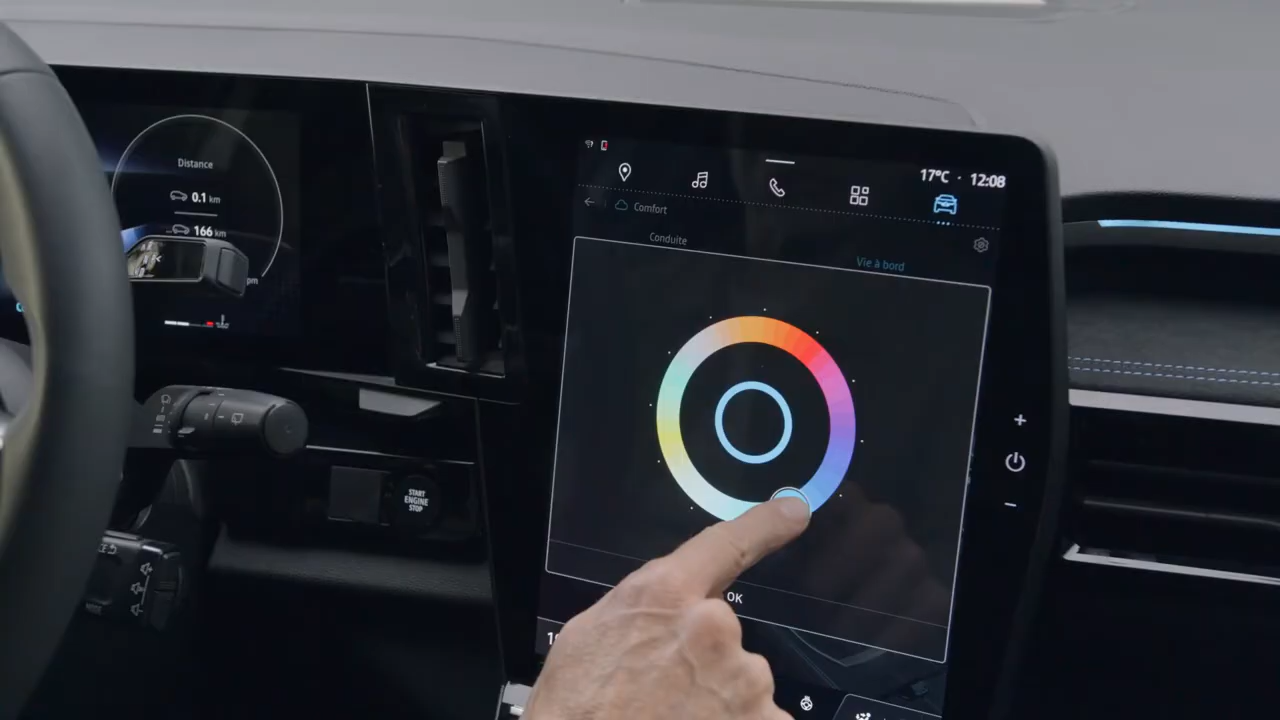 Distance
0.1 km
166 km
START
ENGINE
STOP
17°C · 12:08
Comfort
Conduite
Vie à bord
+
-
OK